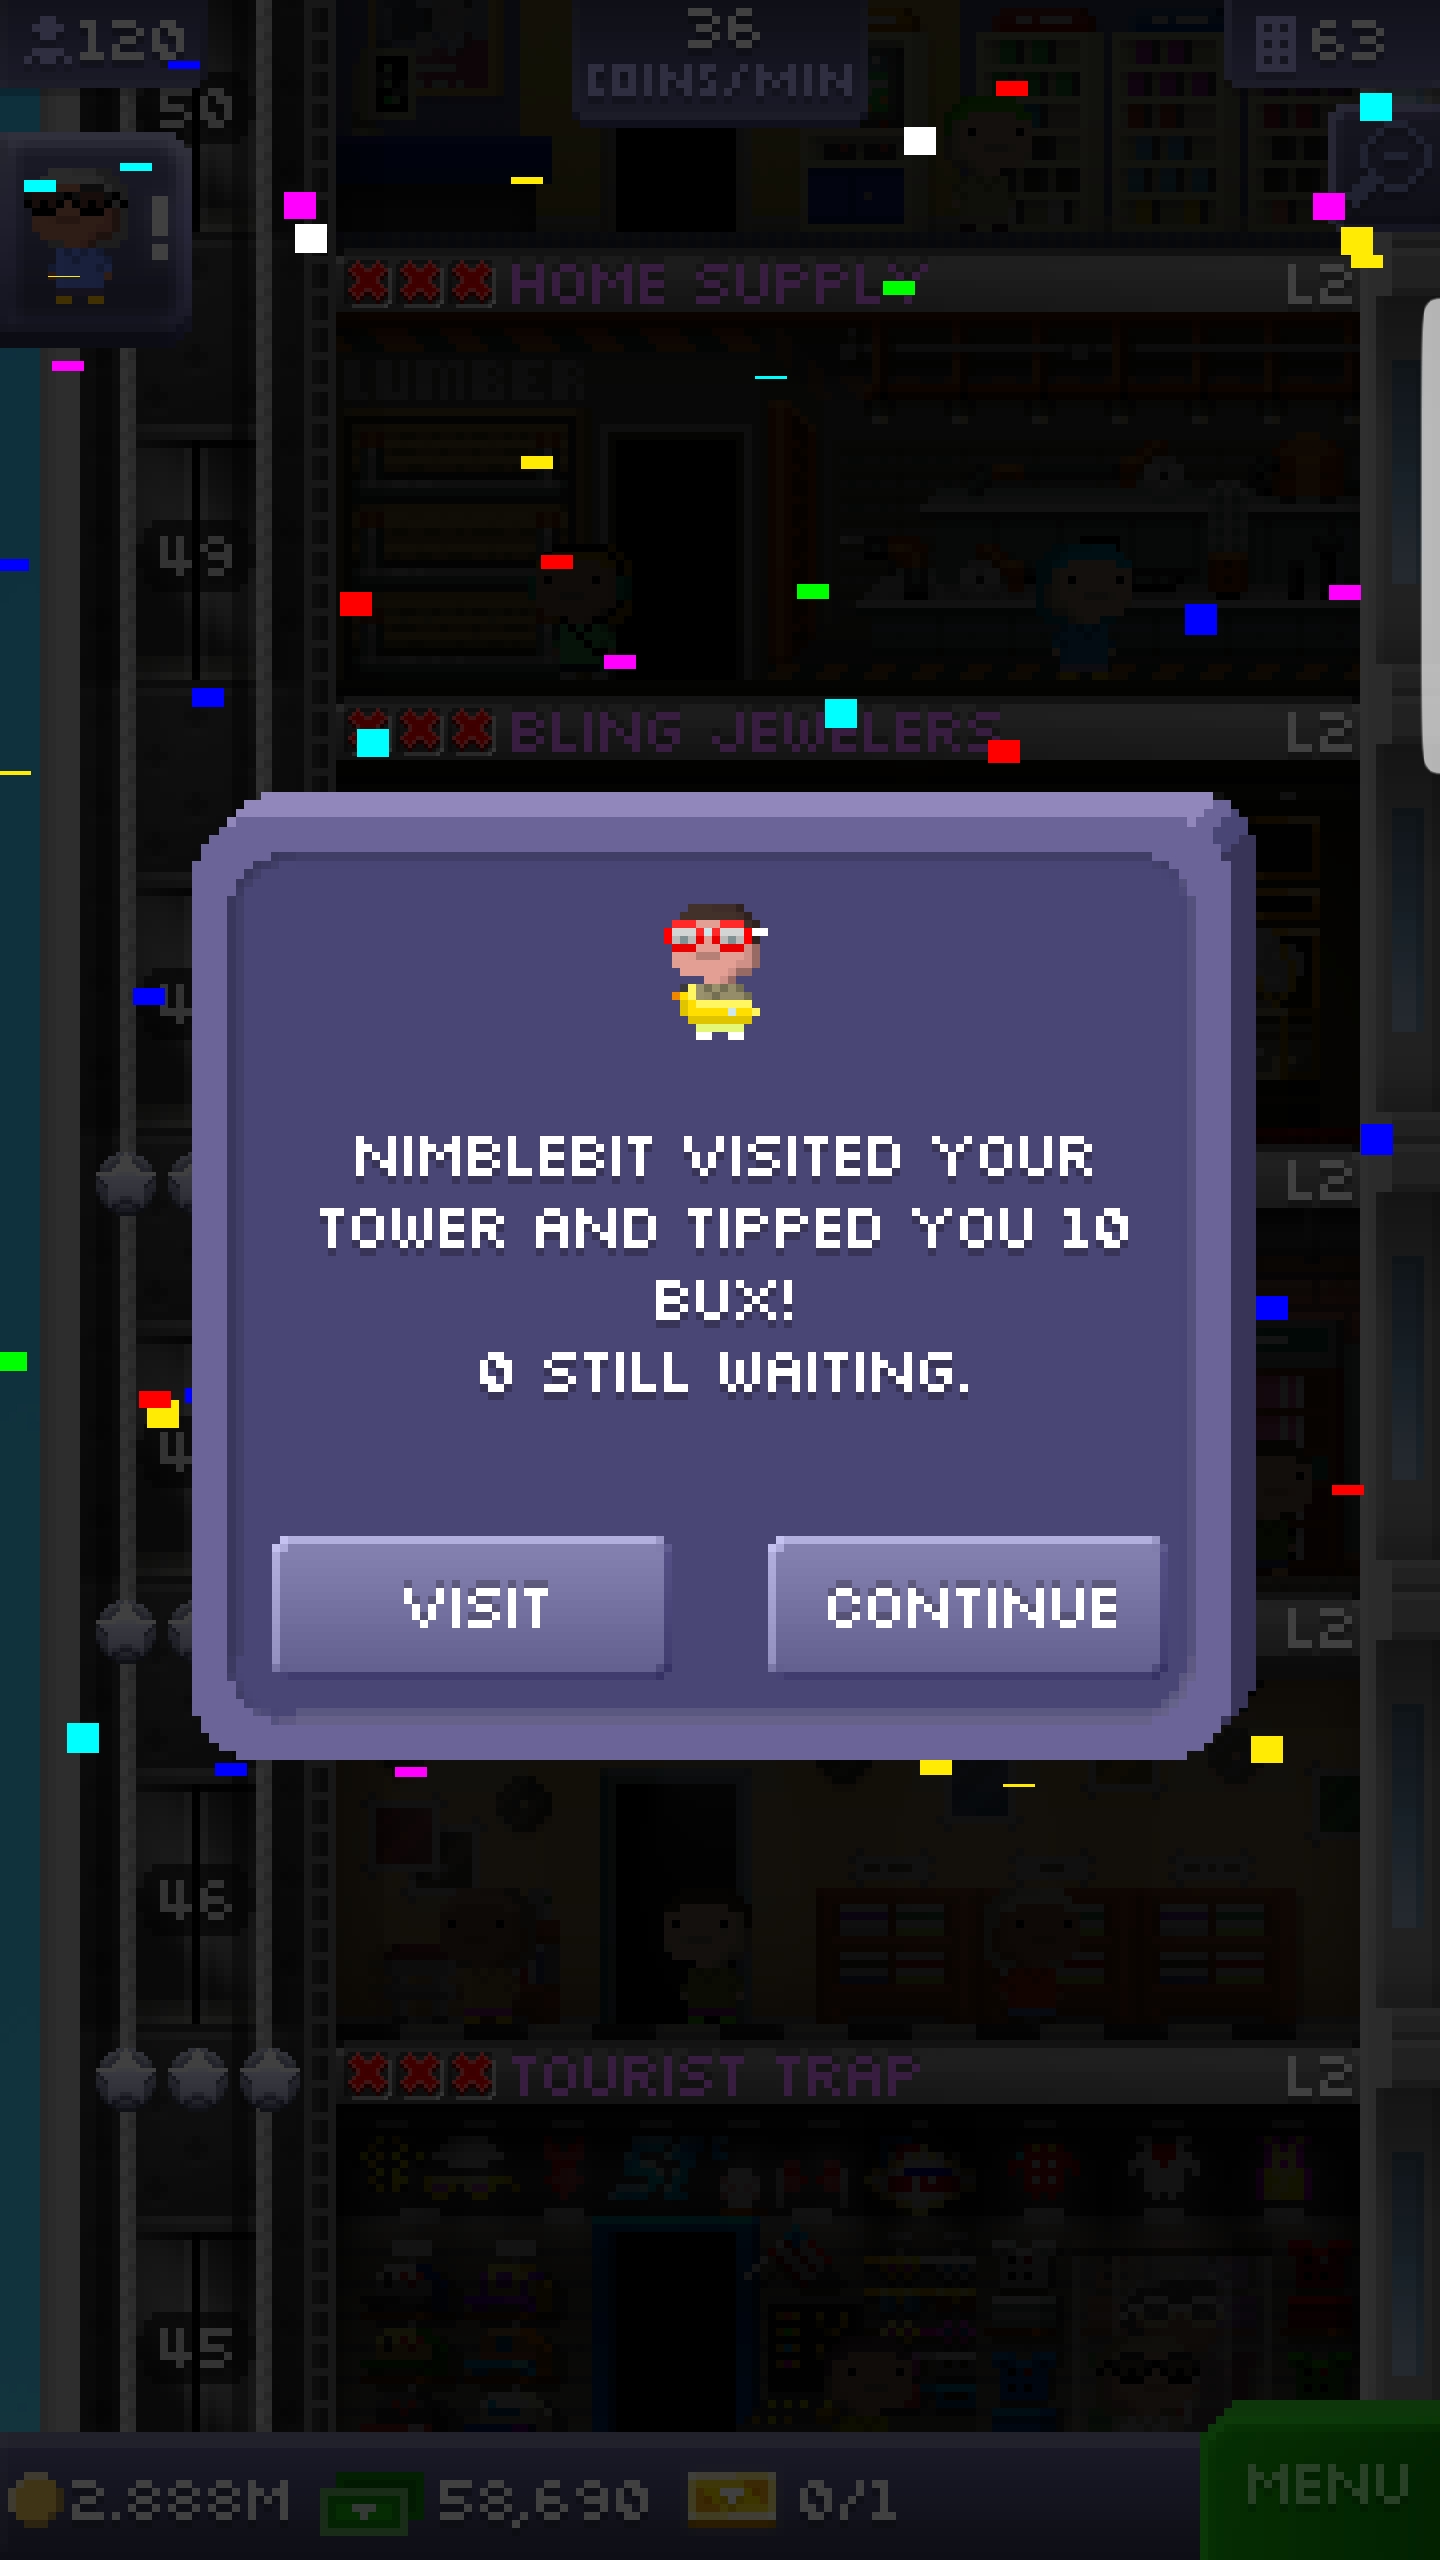 120
36
COINS/MIN
63
50
HOME SUPPLY
L2
LUMBER
49
BLING JEWELERS
L2
NIMBLEBIT VISITED YOUR
TOWER AND TIPPED YOU 10
BUX!
0 STILL WAITING.
VISIT
CONTINUE
L2
L2
46
TOURIST TRAP
L2
45
2.888M
58,690
0/1
MENU